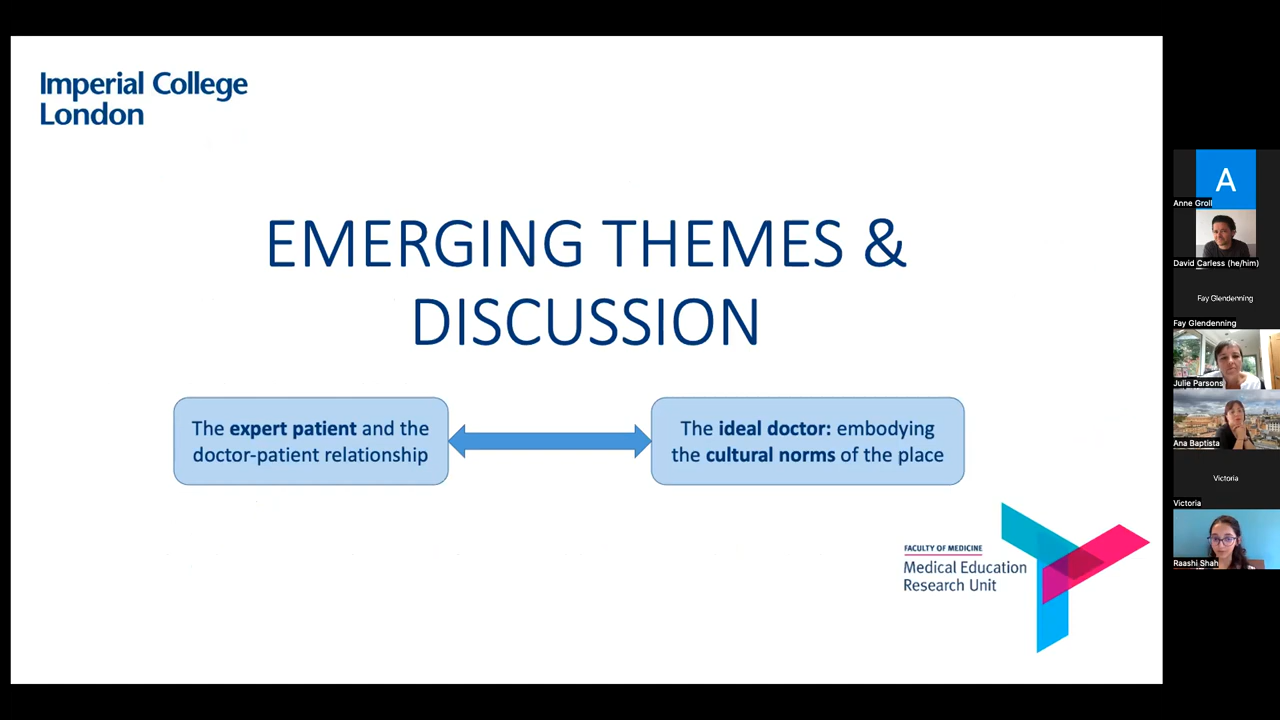 Imperial College
London
EMERGING THEMES &
DISCUSSION
The expert patient and the
doctor-patient relationship
The ideal doctor: embodying
the cultural norms of the place
FACULTY OF MEDICINE
Medical Education
Research Unit
A
Anne Groll
David Carless (he/him)
Fay Glendenning
Fay Glendenning
Julie Parsons
Ana Baptista
Victoria
Victoria
Raashi Shah